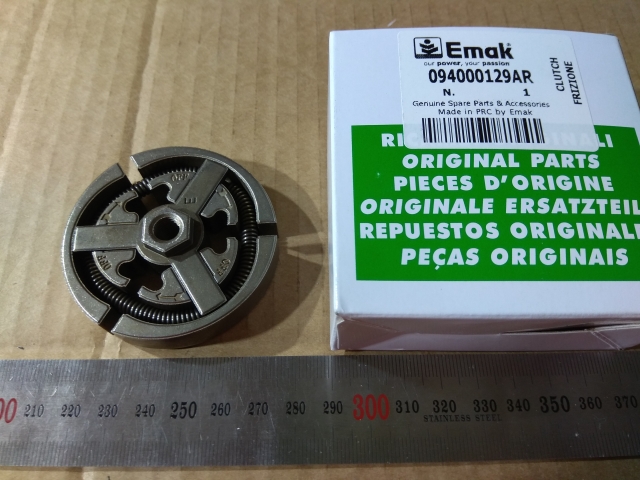 Emak
our power, your passion
094000129AR
N. 1
CLUTCH
FRIZIONE
Genuine Spare Parts & Accessories
Made in PRC by Emak
ORIGINAL PARTS
PIECES D'ORIGINE
ORIGINALE ERSATZTEIL
REPUESTOS ORIGINAL
PEÇAS ORIGINAIS
OFF
210 220 230 240 250 260 270 280 290 300 310 320 330 340 350 360 370
STAINLESS STEEL